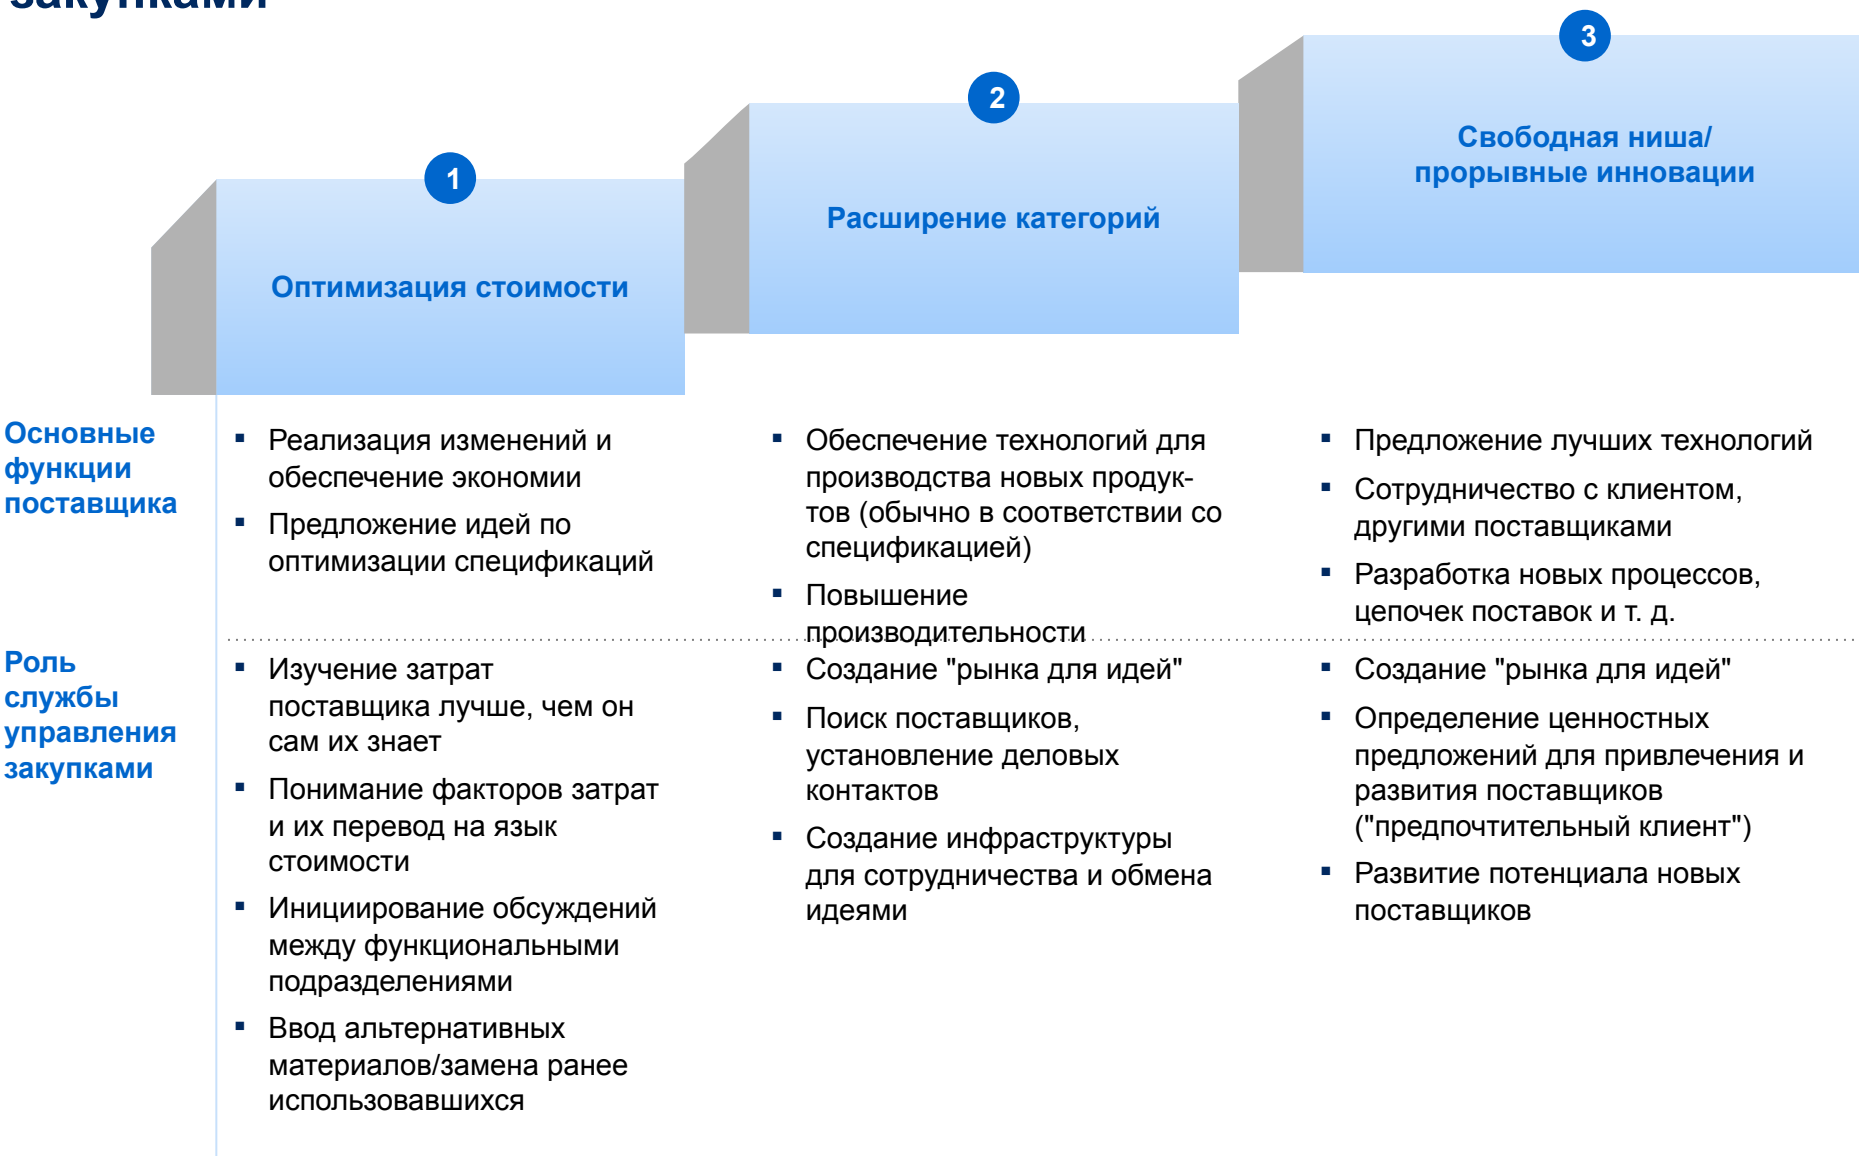 закупками
1
2
3
Оптимизация стоимости
Расширение категорий
Свободная ниша/
прорывные инновации
Основные
функции
поставщика
▪ Реализация изменений и
обеспечение экономии
▪ Предложение идей по
оптимизации спецификаций
▪ Обеспечение технологий для
производства новых продук-
тов (обычно в соответствии со
спецификацией)
▪ Повышение
производительности
▪ Предложение лучших технологий
▪ Сотрудничество с клиентом,
другими поставщиками
▪ Разработка новых процессов,
цепочек поставок и т. д.
Роль
службы
управления
закупками
▪ Изучение затрат
поставщика лучше, чем он
сам их знает
▪ Понимание факторов затрат
и их перевод на язык
стоимости
▪ Инициирование обсуждений
между функциональными
подразделениями
▪ Ввод альтернативных
материалов/замена ранее
использовавшихся
▪ Создание "рынка для идей"
▪ Поиск поставщиков,
установление деловых
контактов
▪ Создание инфраструктуры
для сотрудничества и обмена
идеями
▪ Создание "рынка для идей"
▪ Определение ценностных
предложений для привлечения и
развития поставщиков
("предпочтительный клиент")
▪ Развитие потенциала новых
поставщиков